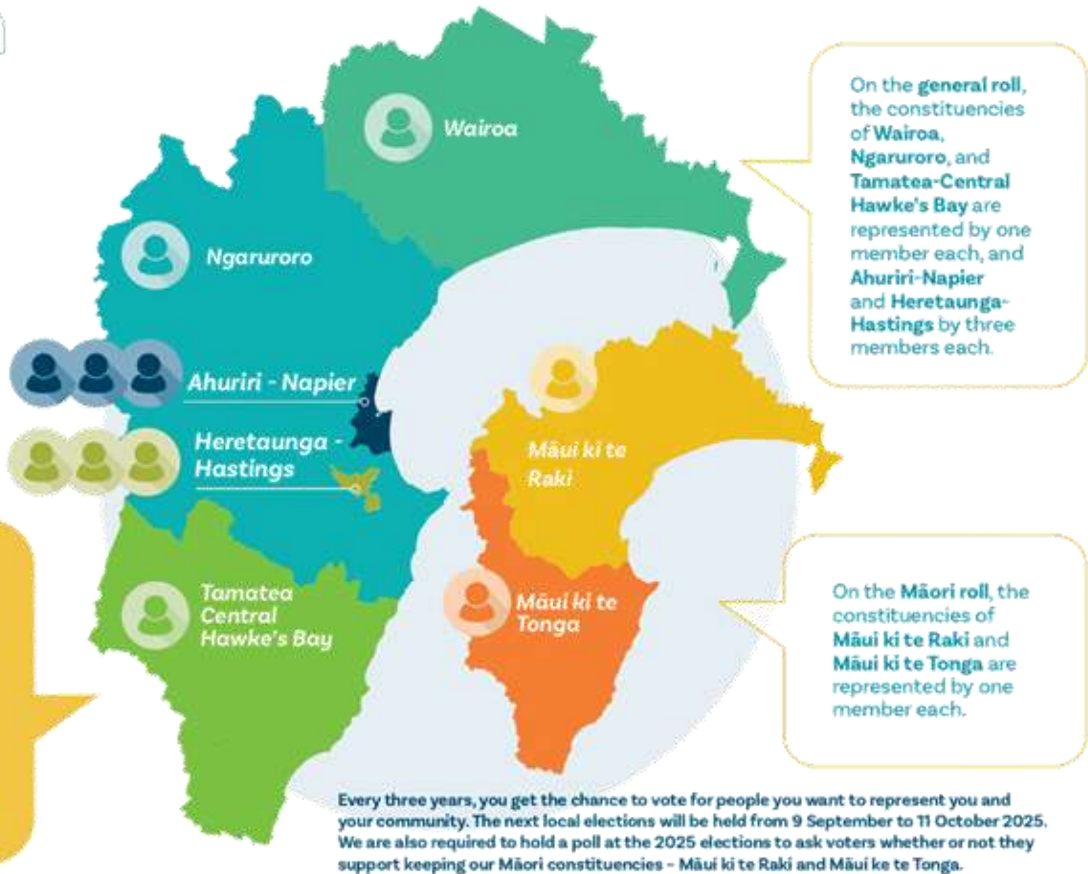 Wairoa
Ngaruroro
Ahuriri - Napier
Heretaunga -
Hastings
Tamatea
Central
Hawke's Bay
Māui ki te
Raki
Māui ki te
Tonga
On the general roll,
the constituencies
of Wairoa,
Ngaruroro, and
Tamatea-Central
Hawke's Bay are
represented by one
member each, and
Ahuriri-Napier
and Heretaunga-
Hastings by three
members each.
On the Māori roll, the
constituencies of
Māui ki te Raki and
Māui ki te Tonga are
represented by one
member each.
Every three years, you get the chance to vote for people you want to represent you and
your community. The next local elections will be held from 9 September to 11 October 2025.
We are also required to hold a poll at the 2025 elections to ask voters whether or not they
support keeping our Māori constituencies – Māui ki te Raki and Māui ke te Tonga.